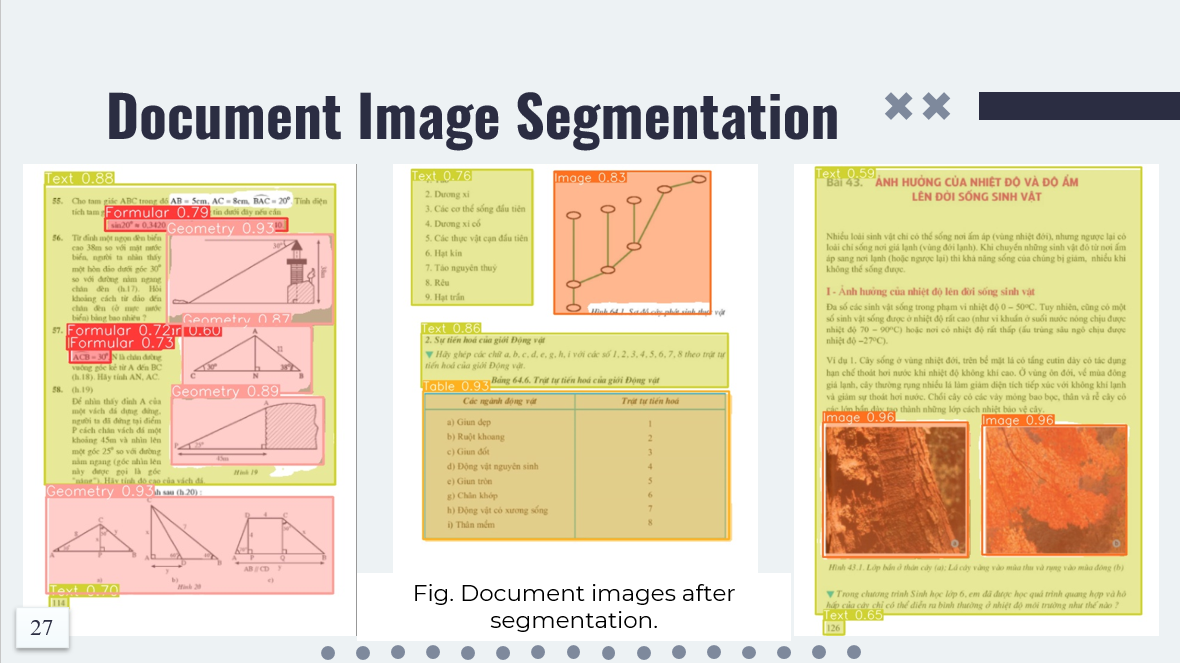 Document Image Segmentation
Text 0.88
55. Cho tam giác ABC trong đó AB = 5cm, AC = 8cm, BAC = 20°. Tính diện
tích tam tin dưới đây nếu cần
Formular 0.79
sin20° ≈ 0,3420
Geometry 0.93
56. Từ đỉnh một ngọn đèn biển
cao 38m so với mặt nước
biển, người ta nhìn thấy
một hòn đảo dưới góc 30°
so với đường nằm ngang
chân đèn (h.17). Hỏi
khoảng cách từ đảo đến
chân đèn (ở mực nước
biển) bằng bao nhiêu ?
30°
38m
Geometry 0.87
57.
Formular 0.72
0.60
Formular 0.73
ACB = 30° N là chân đường
vuông góc kẻ từ A đến BC
(h.18). Hãy tính AN, AC.
A
11
C
30°
38°
N
B
58. (h.19)
Geometry 0.89
Để nhìn thấy đỉnh A của
một vách đá dựng đứng,
người ta đã đứng tại điểm
P cách chân vách đá một
khoảng 45m và nhìn lên
một góc 25° so với đường
nằm ngang (góc nhìn lên
này được gọi là góc
"nâng"). Hãy tính độ cao của vách đá.
A
P
25°
45m
Hình 19
Geometry 0.93
h sau (h.20) :
C
A
P
B
C
A
D
B
D
4
C
A
P
Q
B
AB // CD
a)
b)
c)
Hình 20
Text 0.70
114
Text 0.76
2. Dương xỉ
3. Các cơ thể sống đầu tiên
4. Dương xỉ cổ
5. Các thực vật cạn đầu tiên
6. Hạt kín
7. Tảo nguyên thuỷ
8. Rêu
9. Hạt trần
Image 0.83
Hình 64.1. Sơ đồ cây phát sinh thực vật
Text 0.86
2. Sự tiến hoá của giới Động vật
▼ Hãy ghép các chữ a, b, c, d, e, g, h, i với các số 1, 2, 3, 4, 5, 6, 7, 8 theo trật tự
tiến hoá của giới Động vật.
Bảng 64.6. Trật tự tiến hoá của giới Động vật
Table 0.93
Các ngành động vật Trật tự tiến hoá
a) Giun dẹp 1
b) Ruột khoang 2
c) Giun đốt 3
d) Động vật nguyên sinh 4
e) Giun tròn 5
g) Chân khớp 6
h) Động vật có xương sống 7
i) Thân mềm 8
Text 0.59
Bài 43. ẢNH HƯỞNG CỦA NHIỆT ĐỘ VÀ ĐỘ ẨM
LÊN ĐỜI SỐNG SINH VẬT
Nhiều loài sinh vật chỉ có thể sống nơi ấm áp (vùng nhiệt đới), nhưng ngược lại có
loài chỉ sống nơi giá lạnh (vùng đới lạnh). Khi chuyển những sinh vật đó từ nơi ấm
áp sang nơi lạnh (hoặc ngược lại) thì khả năng sống của chúng bị giảm, nhiều khi
không thể sống được.
I - Ảnh hưởng của nhiệt độ lên đời sống sinh vật
Đa số các sinh vật sống trong phạm vi nhiệt độ 0 – 50°C. Tuy nhiên, cũng có một
số sinh vật sống được ở nhiệt độ rất cao (như vi khuẩn ở suối nước nóng chịu được
nhiệt độ 70 – 90°C) hoặc nơi có nhiệt độ rất thấp (ấu trùng sâu ngô chịu được
nhiệt độ –27°C).
Ví dụ 1. Cây sống ở vùng nhiệt đới, trên bề mặt lá có tầng cutin dày có tác dụng
hạn chế thoát hơi nước khi nhiệt độ không khí cao. Ở vùng ôn đới, về mùa đông
giá lạnh, cây thường rụng nhiều lá làm giảm diện tích tiếp xúc với không khí lạnh
và giảm sự thoát hơi nước. Chồi cây có các vảy mỏng bao bọc, thân và rễ cây có
các lớp bần dày tạo thành những lớp cách nhiệt bảo vệ cây.
Image 0.96
Image 0.96
Hình 43.1. Lớp bần ở thân cây (a); Lá cây vàng vào mùa thu và rụng vào mùa đông (b)
▼ Trong chương trình Sinh học lớp 6, em đã được học quá trình quang hợp và hô
hấp của cây chỉ có thể diễn ra bình thường ở nhiệt độ môi trường như thế nào ?
Text 0.65
126
Fig. Document images after
segmentation.
27